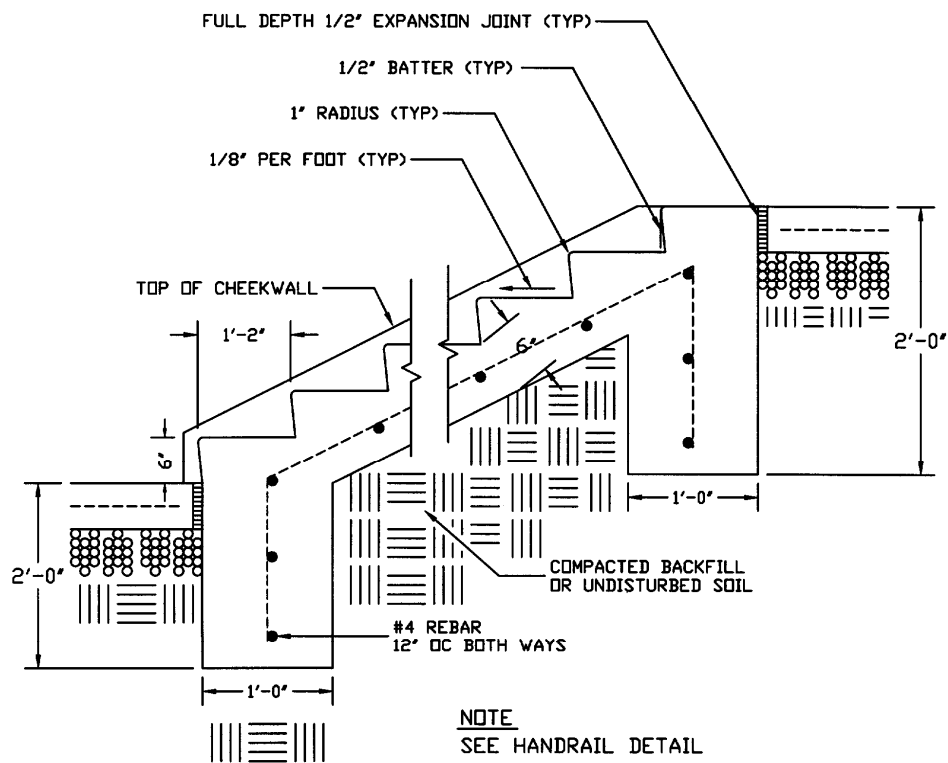 FULL DEPTH 1/2" EXPANSION JOINT (TYP)
1/2" BATTER (TYP)
1" RADIUS (TYP)
1/8" PER FOOT (TYP)
TOP OF CHEEKWALL
1'-2"
6"
2'-0"
6"
2'-0"
1'-0"
COMPACTED BACKFILL
OR UNDISTURBED SOIL
#4 REBAR
12" OC BOTH WAYS
1'-0"
NOTE
SEE HANDRAIL DETAIL